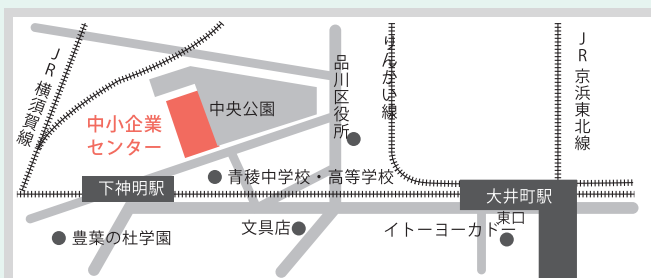 JR横須賀線
中小企業
センター
中央公園
品川区役所
りんかい線
JR京浜東北線
下神明駅
青稜中学校・高等学校
大井町駅
東口
豊葉の杜学園
文具店
イトーヨーカドー